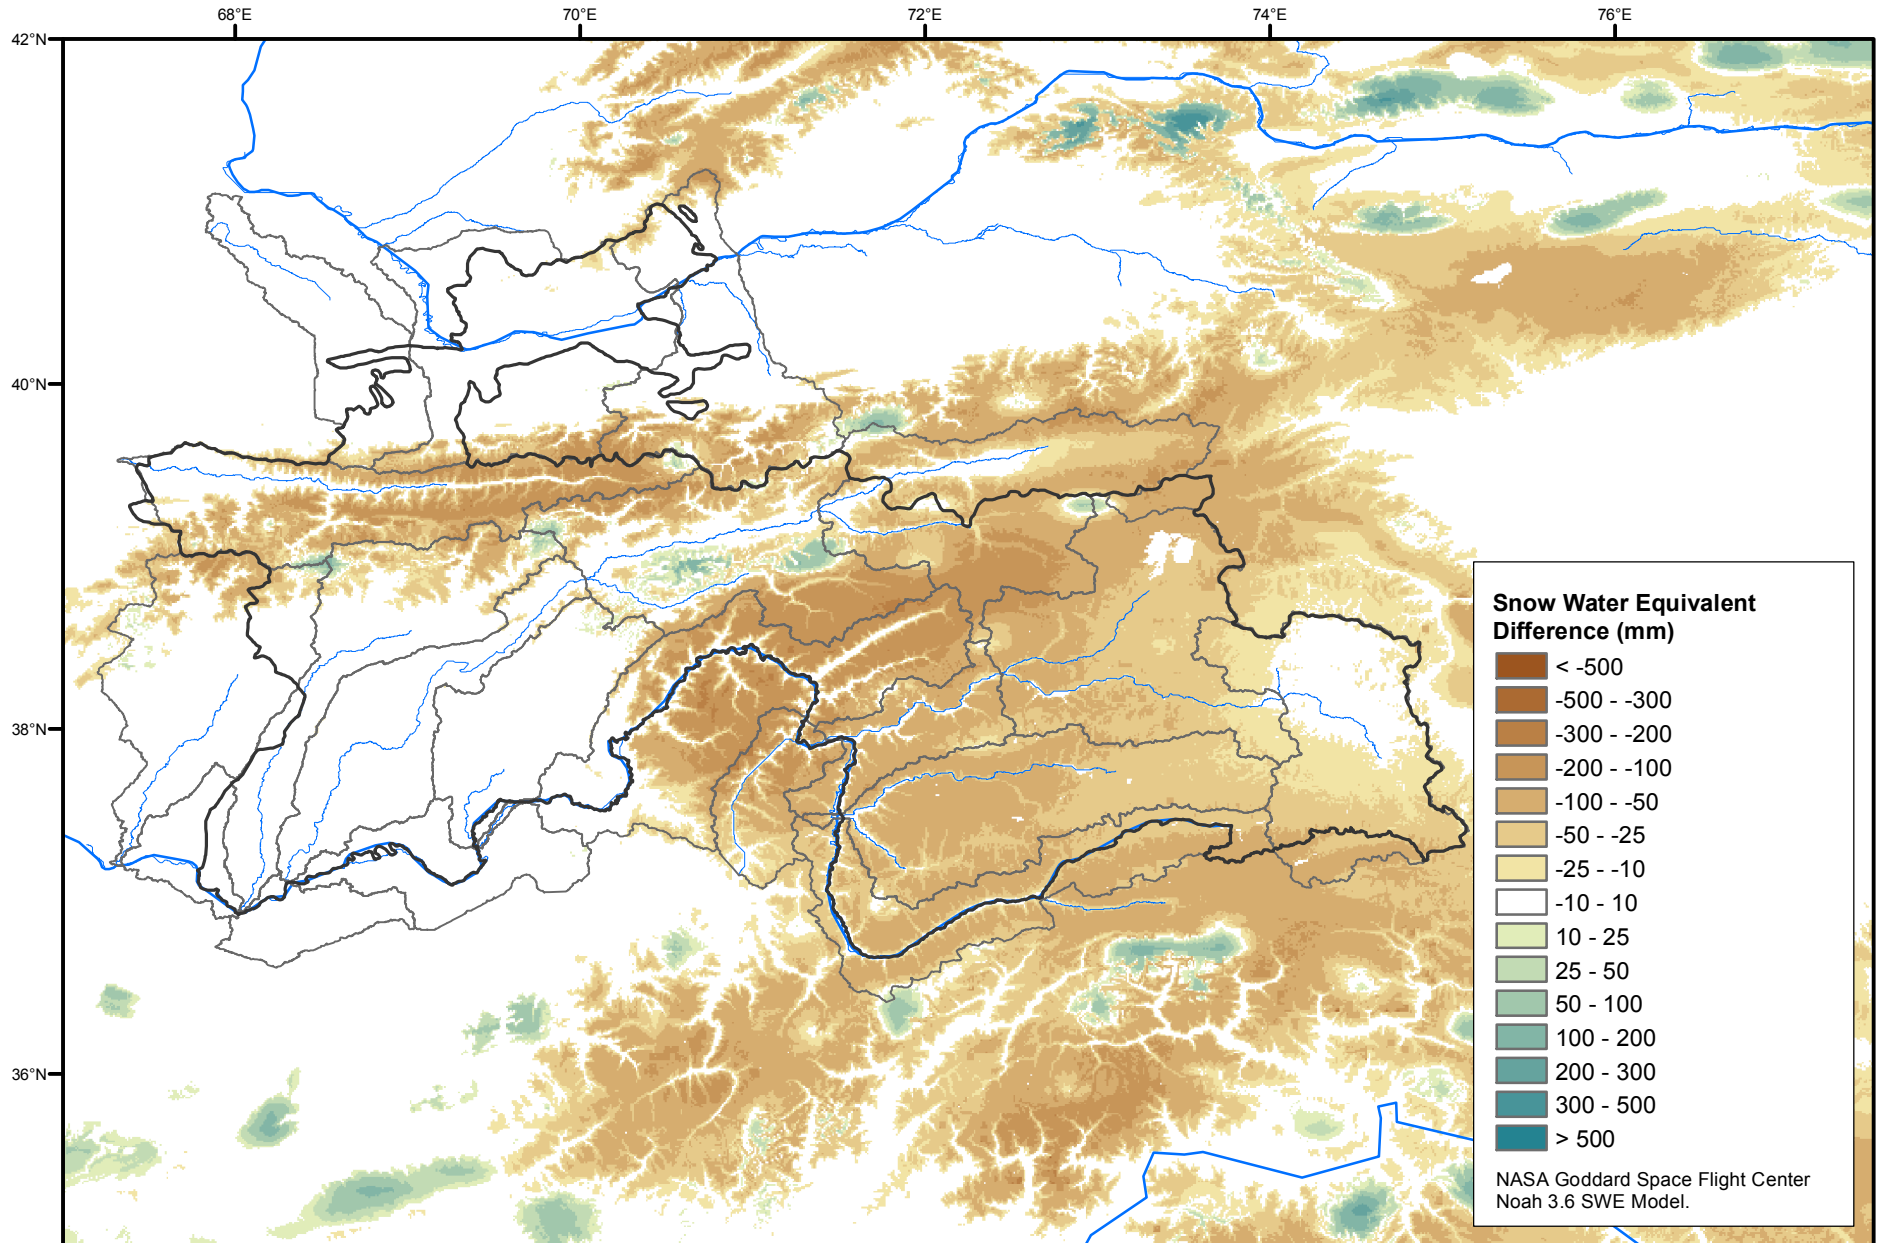 68°E
70°E
72°E
74°E
76°E
42°N
40°N
38°N
36°N
Snow Water Equivalent
Difference (mm)
< -500
-500 - -300
-300 - -200
-200 - -100
-100 - -50
-50 - -25
-25 - -10
-10 - 10
10 - 25
25 - 50
50 - 100
100 - 200
200 - 300
300 - 500
> 500
NASA Goddard Space Flight Center
Noah 3.6 SWE Model.